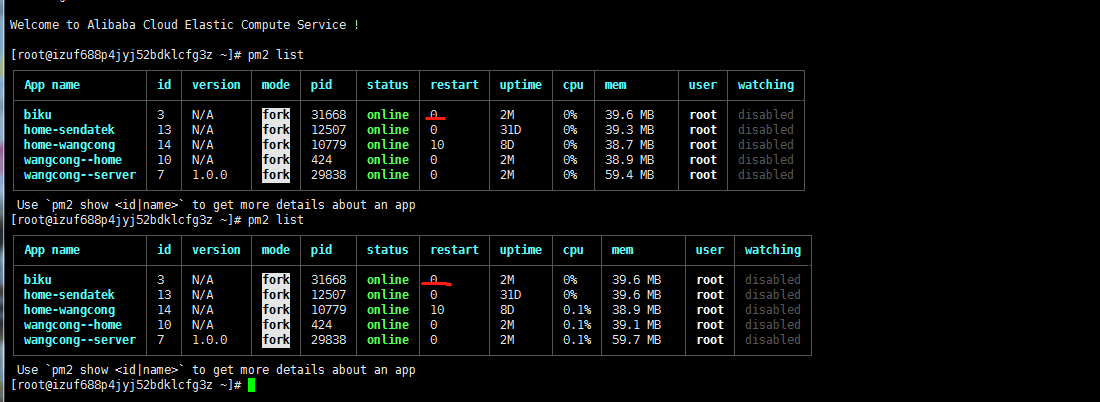 Welcome to Alibaba Cloud Elastic Compute Service !
[root@izuf688p4jyj52bdklcfg3z ~]# pm2 list
App name id version mode pid status restart uptime cpu mem user watching
biku 3 N/A fork 31668 online 0 2M 0% 39.6 MB root disabled
home-sendatek 13 N/A fork 12507 online 0 31D 0% 39.3 MB root disabled
home-wangcong 14 N/A fork 10779 online 10 8D 0% 38.7 MB root disabled
wangcong--home 10 N/A fork 424 online 0 2M 0% 38.9 MB root disabled
wangcong--server 7 1.0.0 fork 29838 online 0 2M 0% 59.4 MB root disabled
Use `pm2 show <id|name>` to get more details about an app
[root@izuf688p4jyj52bdklcfg3z ~]# pm2 list
App name id version mode pid status restart uptime cpu mem user watching
biku 3 N/A fork 31668 online 0 2M 0% 39.6 MB root disabled
home-sendatek 13 N/A fork 12507 online 0 31D 0% 39.6 MB root disabled
home-wangcong 14 N/A fork 10779 online 10 8D 0.1% 38.9 MB root disabled
wangcong--home 10 N/A fork 424 online 0 2M 0.1% 39.1 MB root disabled
wangcong--server 7 1.0.0 fork 29838 online 0 2M 0.1% 59.7 MB root disabled
Use `pm2 show <id|name>` to get more details about an app
[root@izuf688p4jyj52bdklcfg3z ~]#